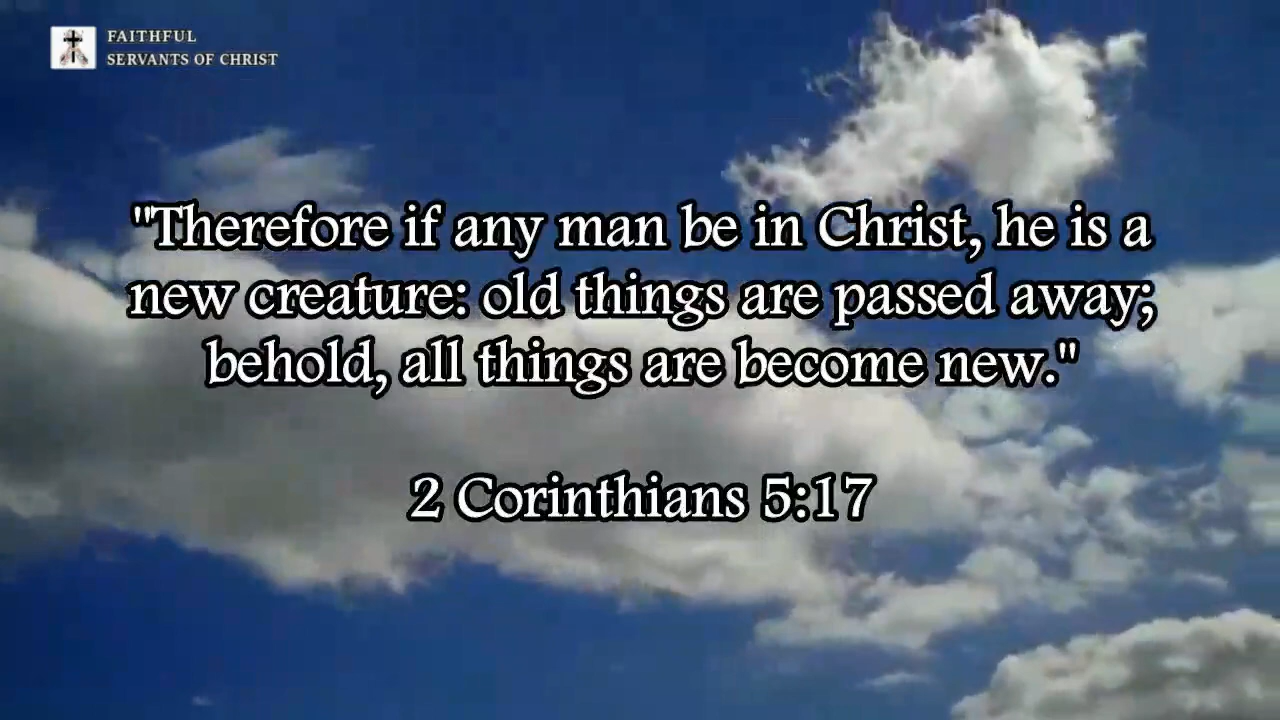 FAITHFUL
SERVANTS OF CHRIST
"Therefore if any man be in Christ, he is a
new creature: old things are passed away;
behold, all things are become new."
2 Corinthians 5:17